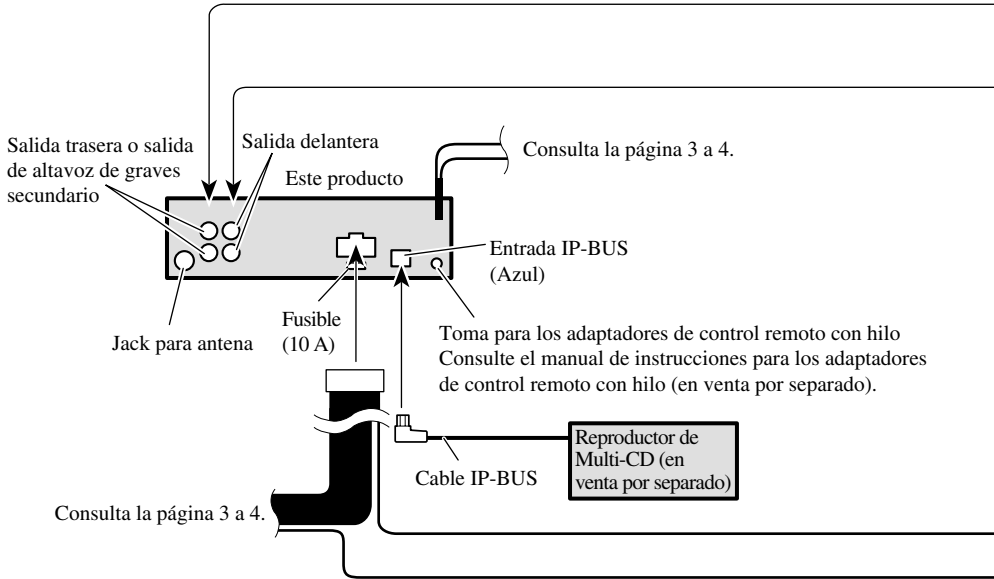 Salida trasera o salida
de altavoz de graves
secundario
Salida delantera
Este producto
Consulta la página 3 a 4.
Entrada IP-BUS
(Azul)
Jack para antena
Fusible
(10 A)
Toma para los adaptadores de control remoto con hilo
Consulte el manual de instrucciones para los adaptadores
de control remoto con hilo (en venta por separado).
Reproductor de
Multi-CD (en
venta por separado)
Cable IP-BUS
Consulta la página 3 a 4.